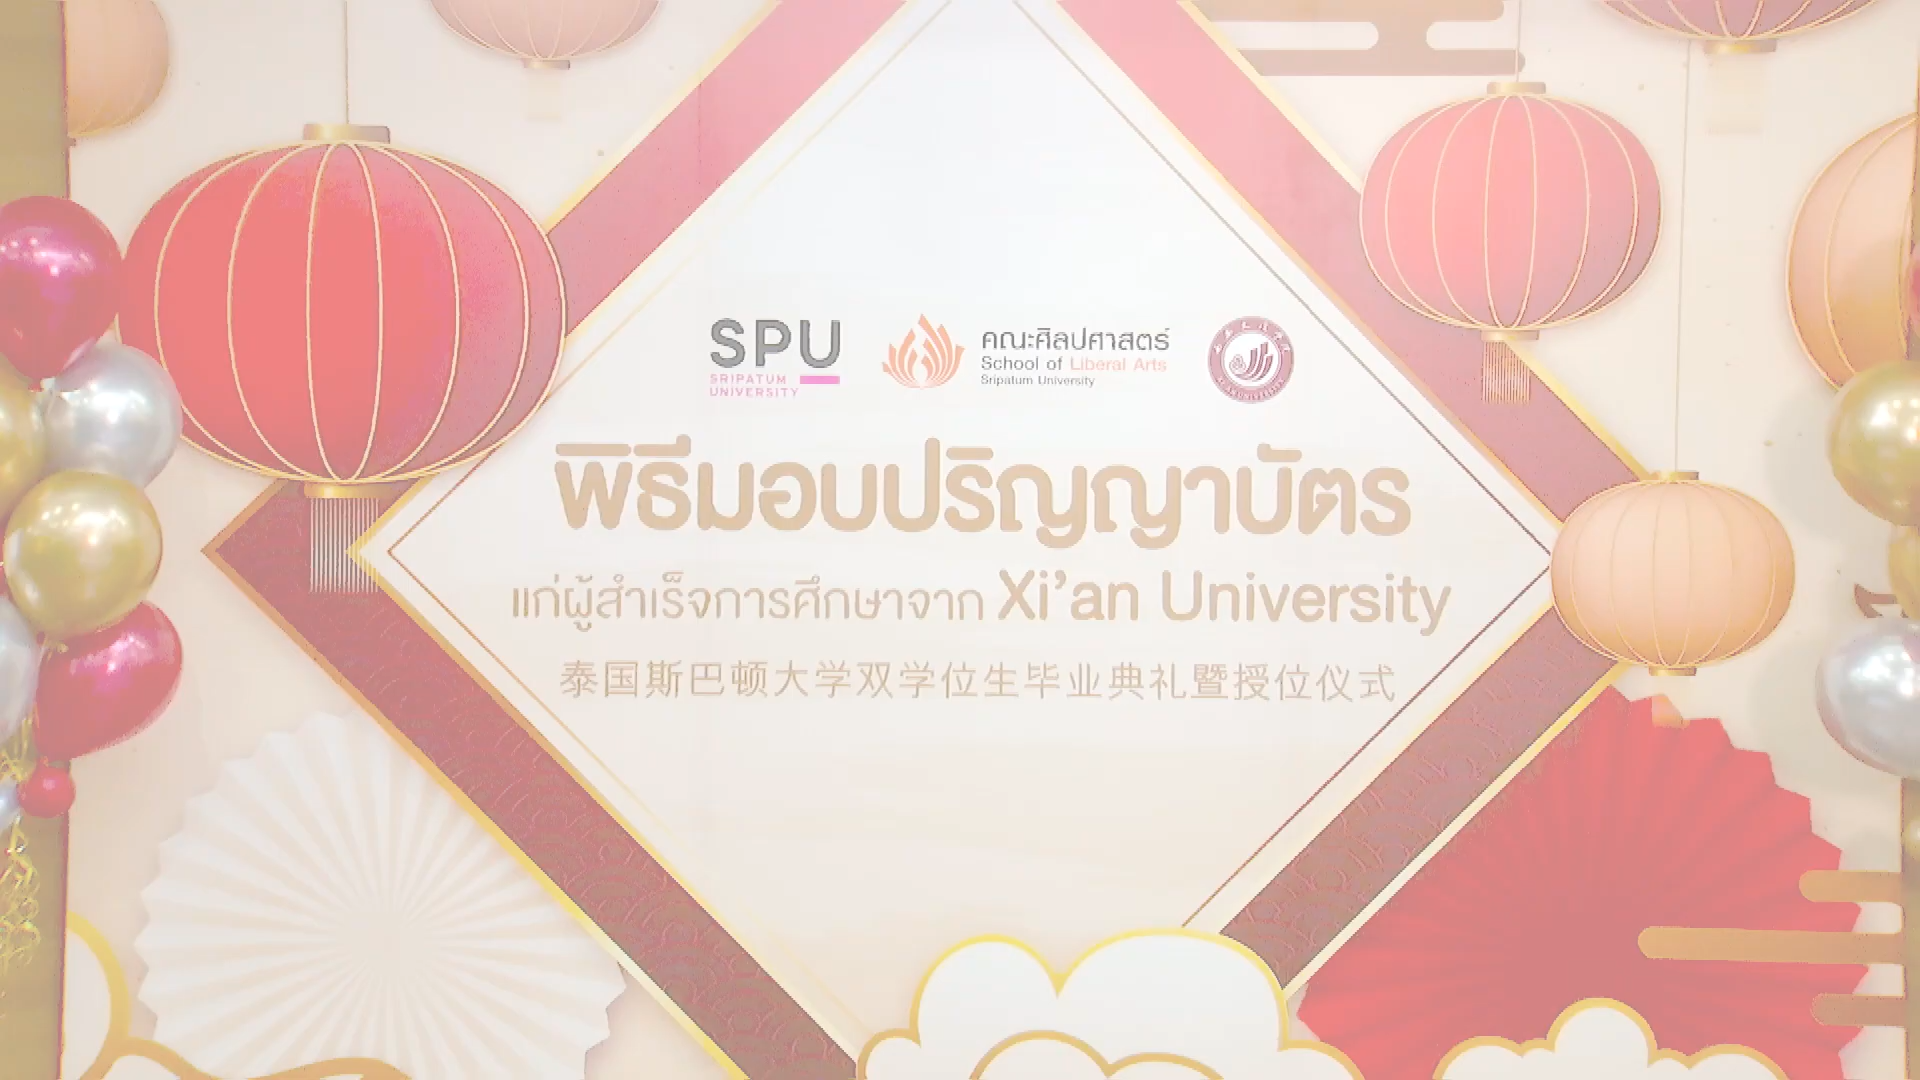 SPU
SRIPATUM
UNIVERSITY
คณะศิลปศาสตร์
School of Liberal Arts
Sripatum University
พิธีมอบปริญญาบัตร
แก่ผู้สำเร็จการศึกษาจาก Xi'an University
泰国斯巴顿大学双学位生毕业典礼暨授位仪式